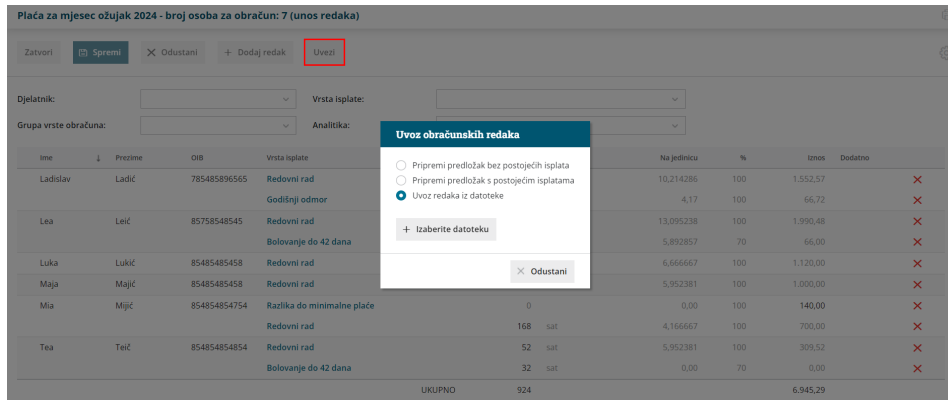 Plaća za mjesec ožujak 2024 - broj osoba za obračun: 7 (unos redaka)
Zatvori Spremi Odustani + Dodaj redak Uvezi
Djelatnik: Vrsta isplate:
Grupa vrste obračuna: Analitika:
Uvoz obračunskih redaka
Pripremi predložak bez postojećih isplata
Pripremi predložak s postojećim isplatama
Uvoz redaka iz datoteke
+ Izaberite datoteku
Odustani
Ime ↓ Prezime OIB Vrsta isplate Na jedinicu % Iznos Dodatno
Ladislav Ladić 785485896565 Redovni rad 10,214286 100 1.552,57
Godišnji odmor 4,17 100 66,72
Lea Leić 85758548545 Redovni rad 13,095238 100 1.990,48
Bolovanje do 42 dana 5,892857 70 66,00
Luka Lukić 85485485458 Redovni rad 6,666667 100 1.120,00
Maja Majić 85485485458 Redovni rad 5,952381 100 1.000,00
Mia Mijić 854854854754 Razlika do minimalne plaće 0 0,00 100 140,00
Redovni rad 168 sat 4,166667 100 700,00
Tea Teič 854854854854 Redovni rad 52 sat 5,952381 100 309,52
Bolovanje do 42 dana 32 sat 0,00 70 0,00
UKUPNO 924 6.945,29